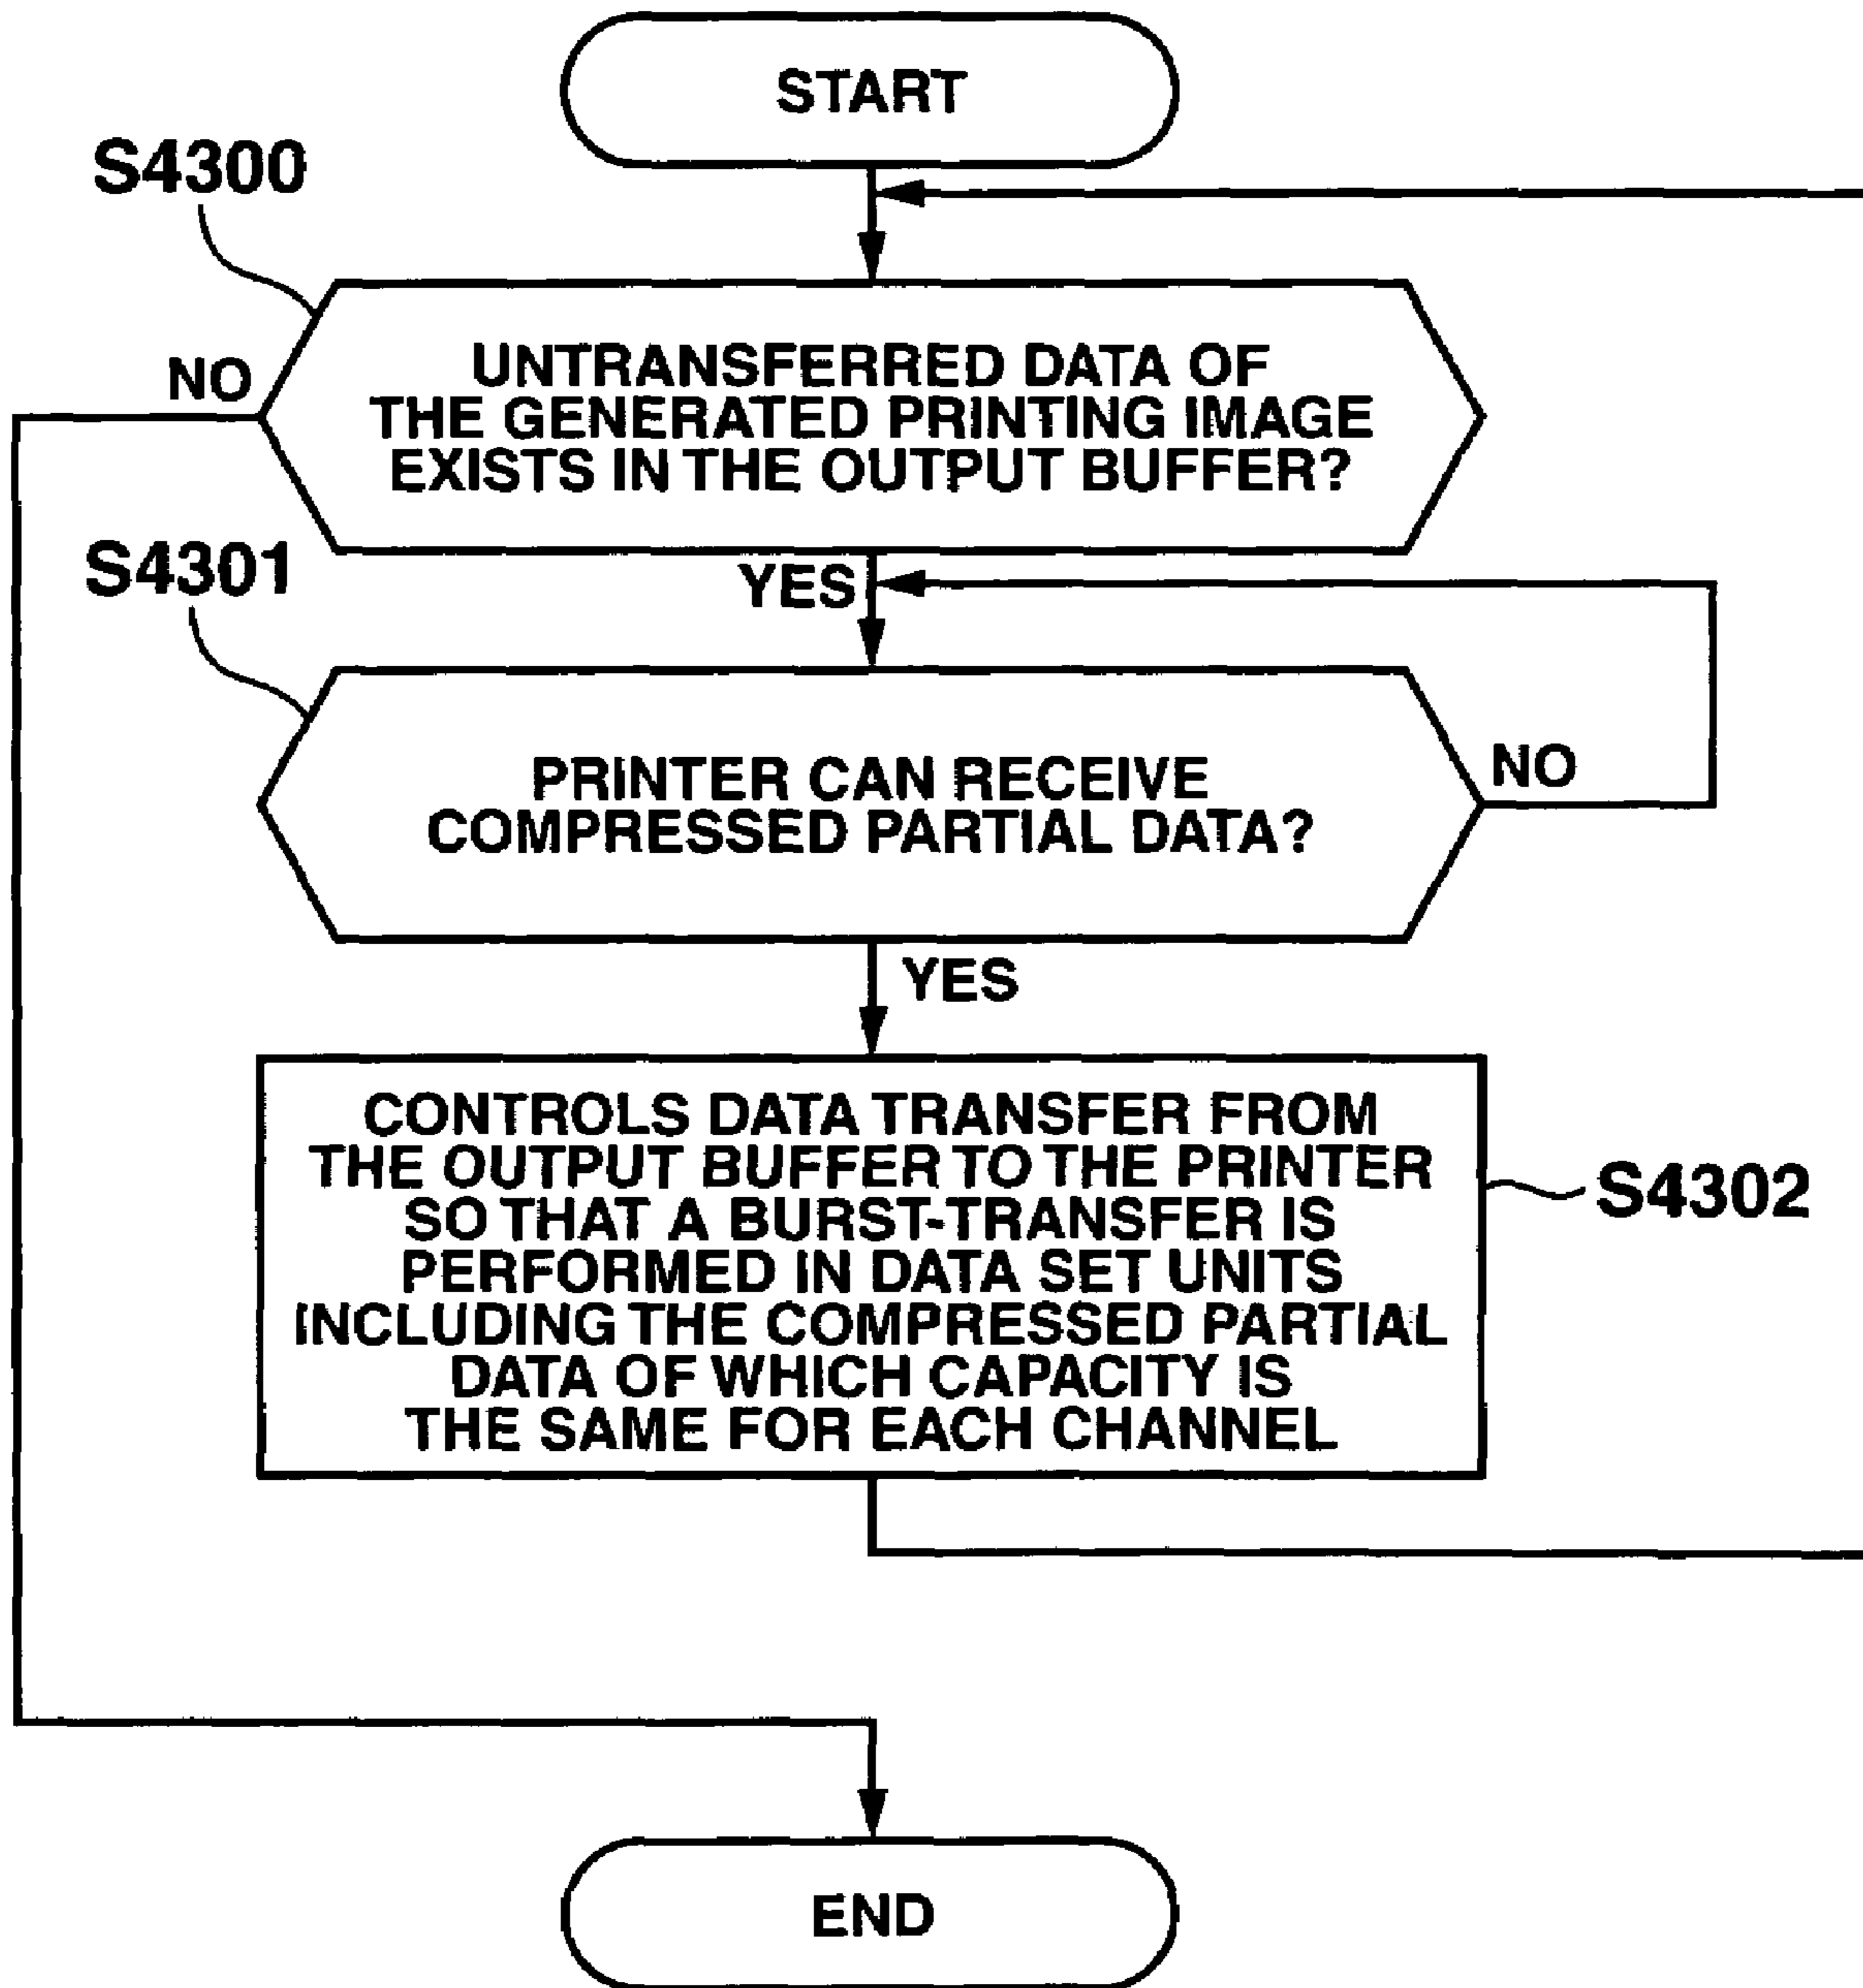 START
S4300
NO
UNTRANSFERRED DATA OF
THE GENERATED PRINTING IMAGE
EXISTS IN THE OUTPUT BUFFER?
S4301
YES
PRINTER CAN RECEIVE
COMPRESSED PARTIAL DATA?
NO
YES
CONTROLS DATA TRANSFER FROM
THE OUTPUT BUFFER TO THE PRINTER
SO THAT A BURST-TRANSFER IS
PERFORMED IN DATA SET UNITS
INCLUDING THE COMPRESSED PARTIAL
DATA OF WHICH CAPACITY IS
THE SAME FOR EACH CHANNEL
S4302
END